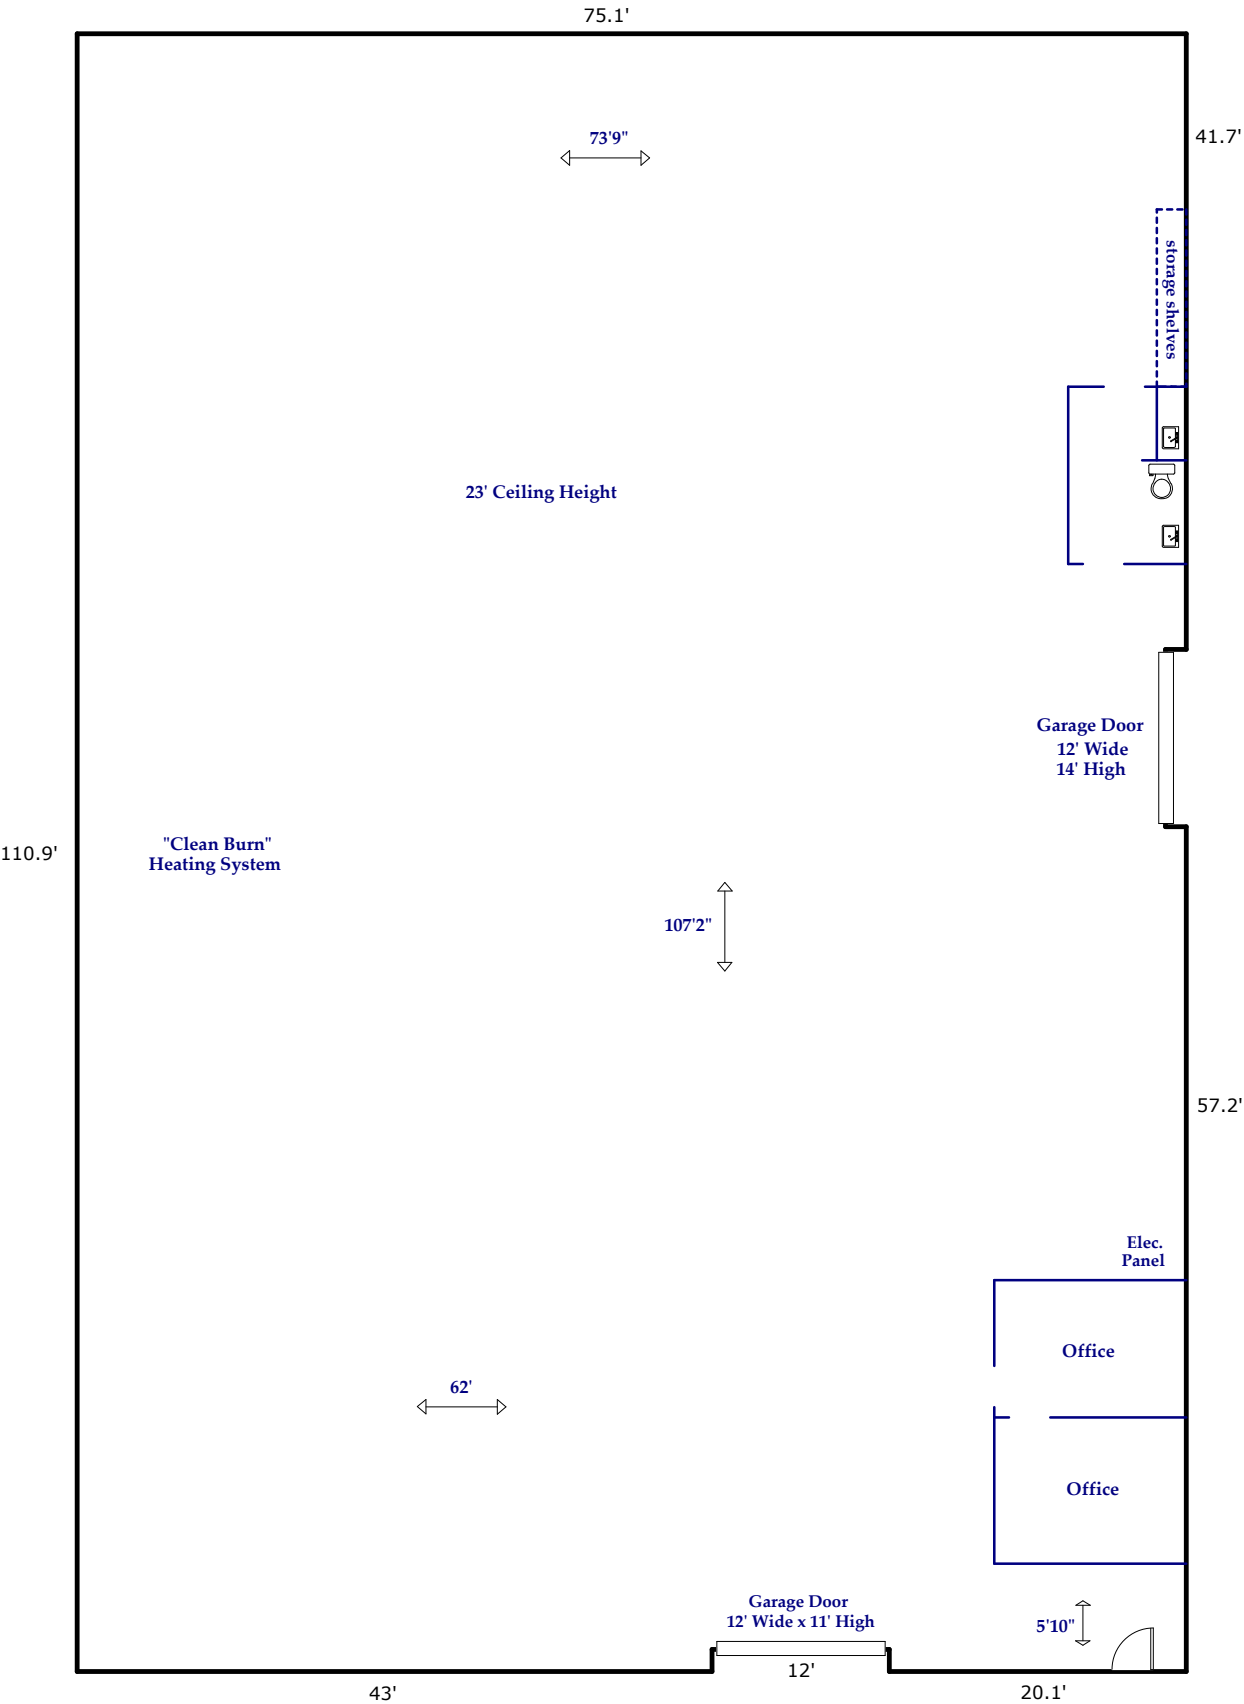 75.1'
73'9"
41.7'
storage shelves
23' Ceiling Height
Garage Door
12' Wide
14' High
"Clean Burn"
Heating System
110.9'
107'2"
57.2'
Elec.
Panel
Office
62'
Office
Garage Door
12' Wide x 11' High
5'10"
12'
43'
20.1'